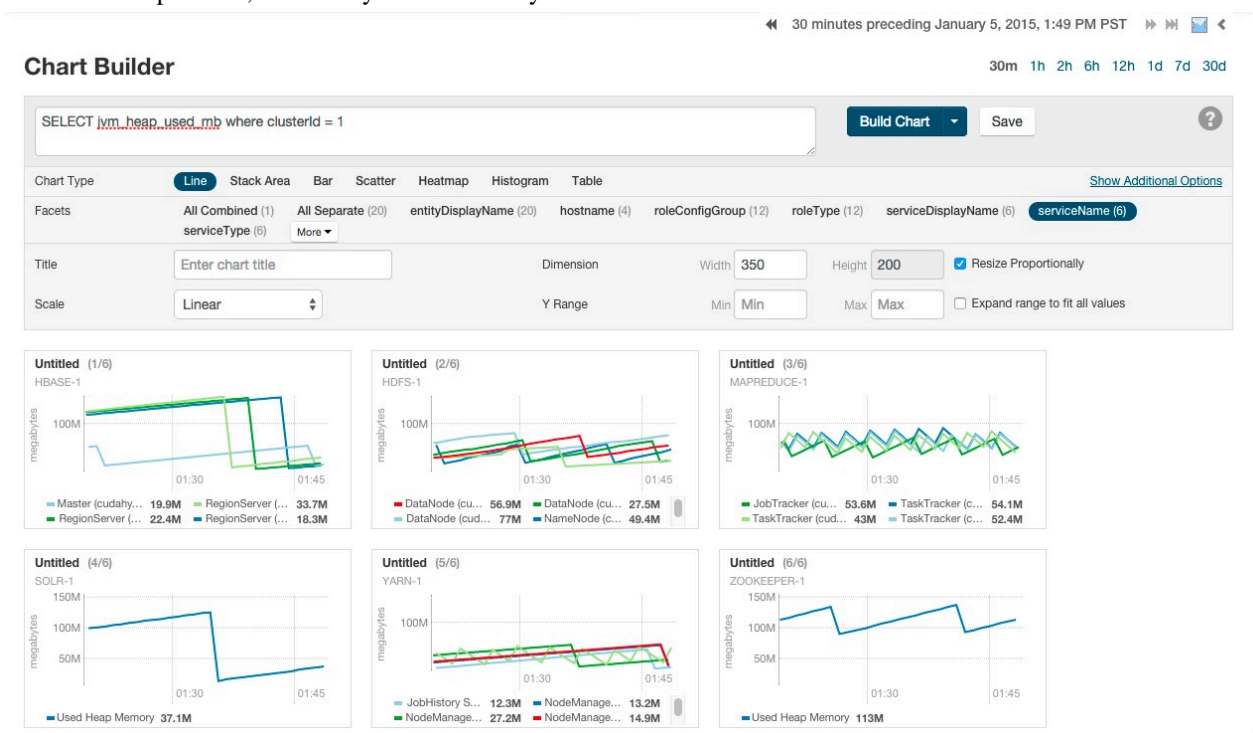 30 minutes preceding January 5, 2015, 1:49 PM PST
Chart Builder
30m 1h 2h 6h 12h 1d 7d 30d
SELECT jvm_heap_used_mb where clusterId = 1
Build Chart
Save
?
Chart Type Line Stack Area Bar Scatter Heatmap Histogram Table Show Additional Options
Facets All Combined (1) All Separate (20) entityDisplayName (20) hostname (4) roleConfigGroup (12) roleType (12) serviceDisplayName (6) serviceName (6)
serviceType (6) More
Title Enter chart title Dimension Width 350 Height 200 Resize Proportionally
Scale Linear Y Range Min Min Max Max Expand range to fit all values
Untitled (1/6)
HBASE-1
megabytes
100M
01:30 01:45
Master (cudahy... 19.9M RegionServer (... 33.7M
RegionServer (... 22.4M RegionServer (... 18.3M
Untitled (2/6)
HDFS-1
megabytes
100M
01:30 01:45
DataNode (cu... 56.9M DataNode (cu... 27.5M
DataNode (cud... 77M NameNode (c... 49.4M
Untitled (3/6)
MAPREDUCE-1
megabytes
100M
01:30 01:45
JobTracker (cu... 53.6M TaskTracker (c... 54.1M
TaskTracker (cud... 43M TaskTracker (c... 52.4M
Untitled (4/6)
SOLR-1
megabytes
150M
100M
50M
01:30 01:45
Used Heap Memory 37.1M
Untitled (5/6)
YARN-1
megabytes
100M
01:30 01:45
JobHistory S... 12.3M NodeManage... 13.2M
NodeManage... 27.2M NodeManage... 14.9M
Untitled (6/6)
ZOOKEEPER-1
megabytes
150M
100M
50M
01:30 01:45
Used Heap Memory 113M